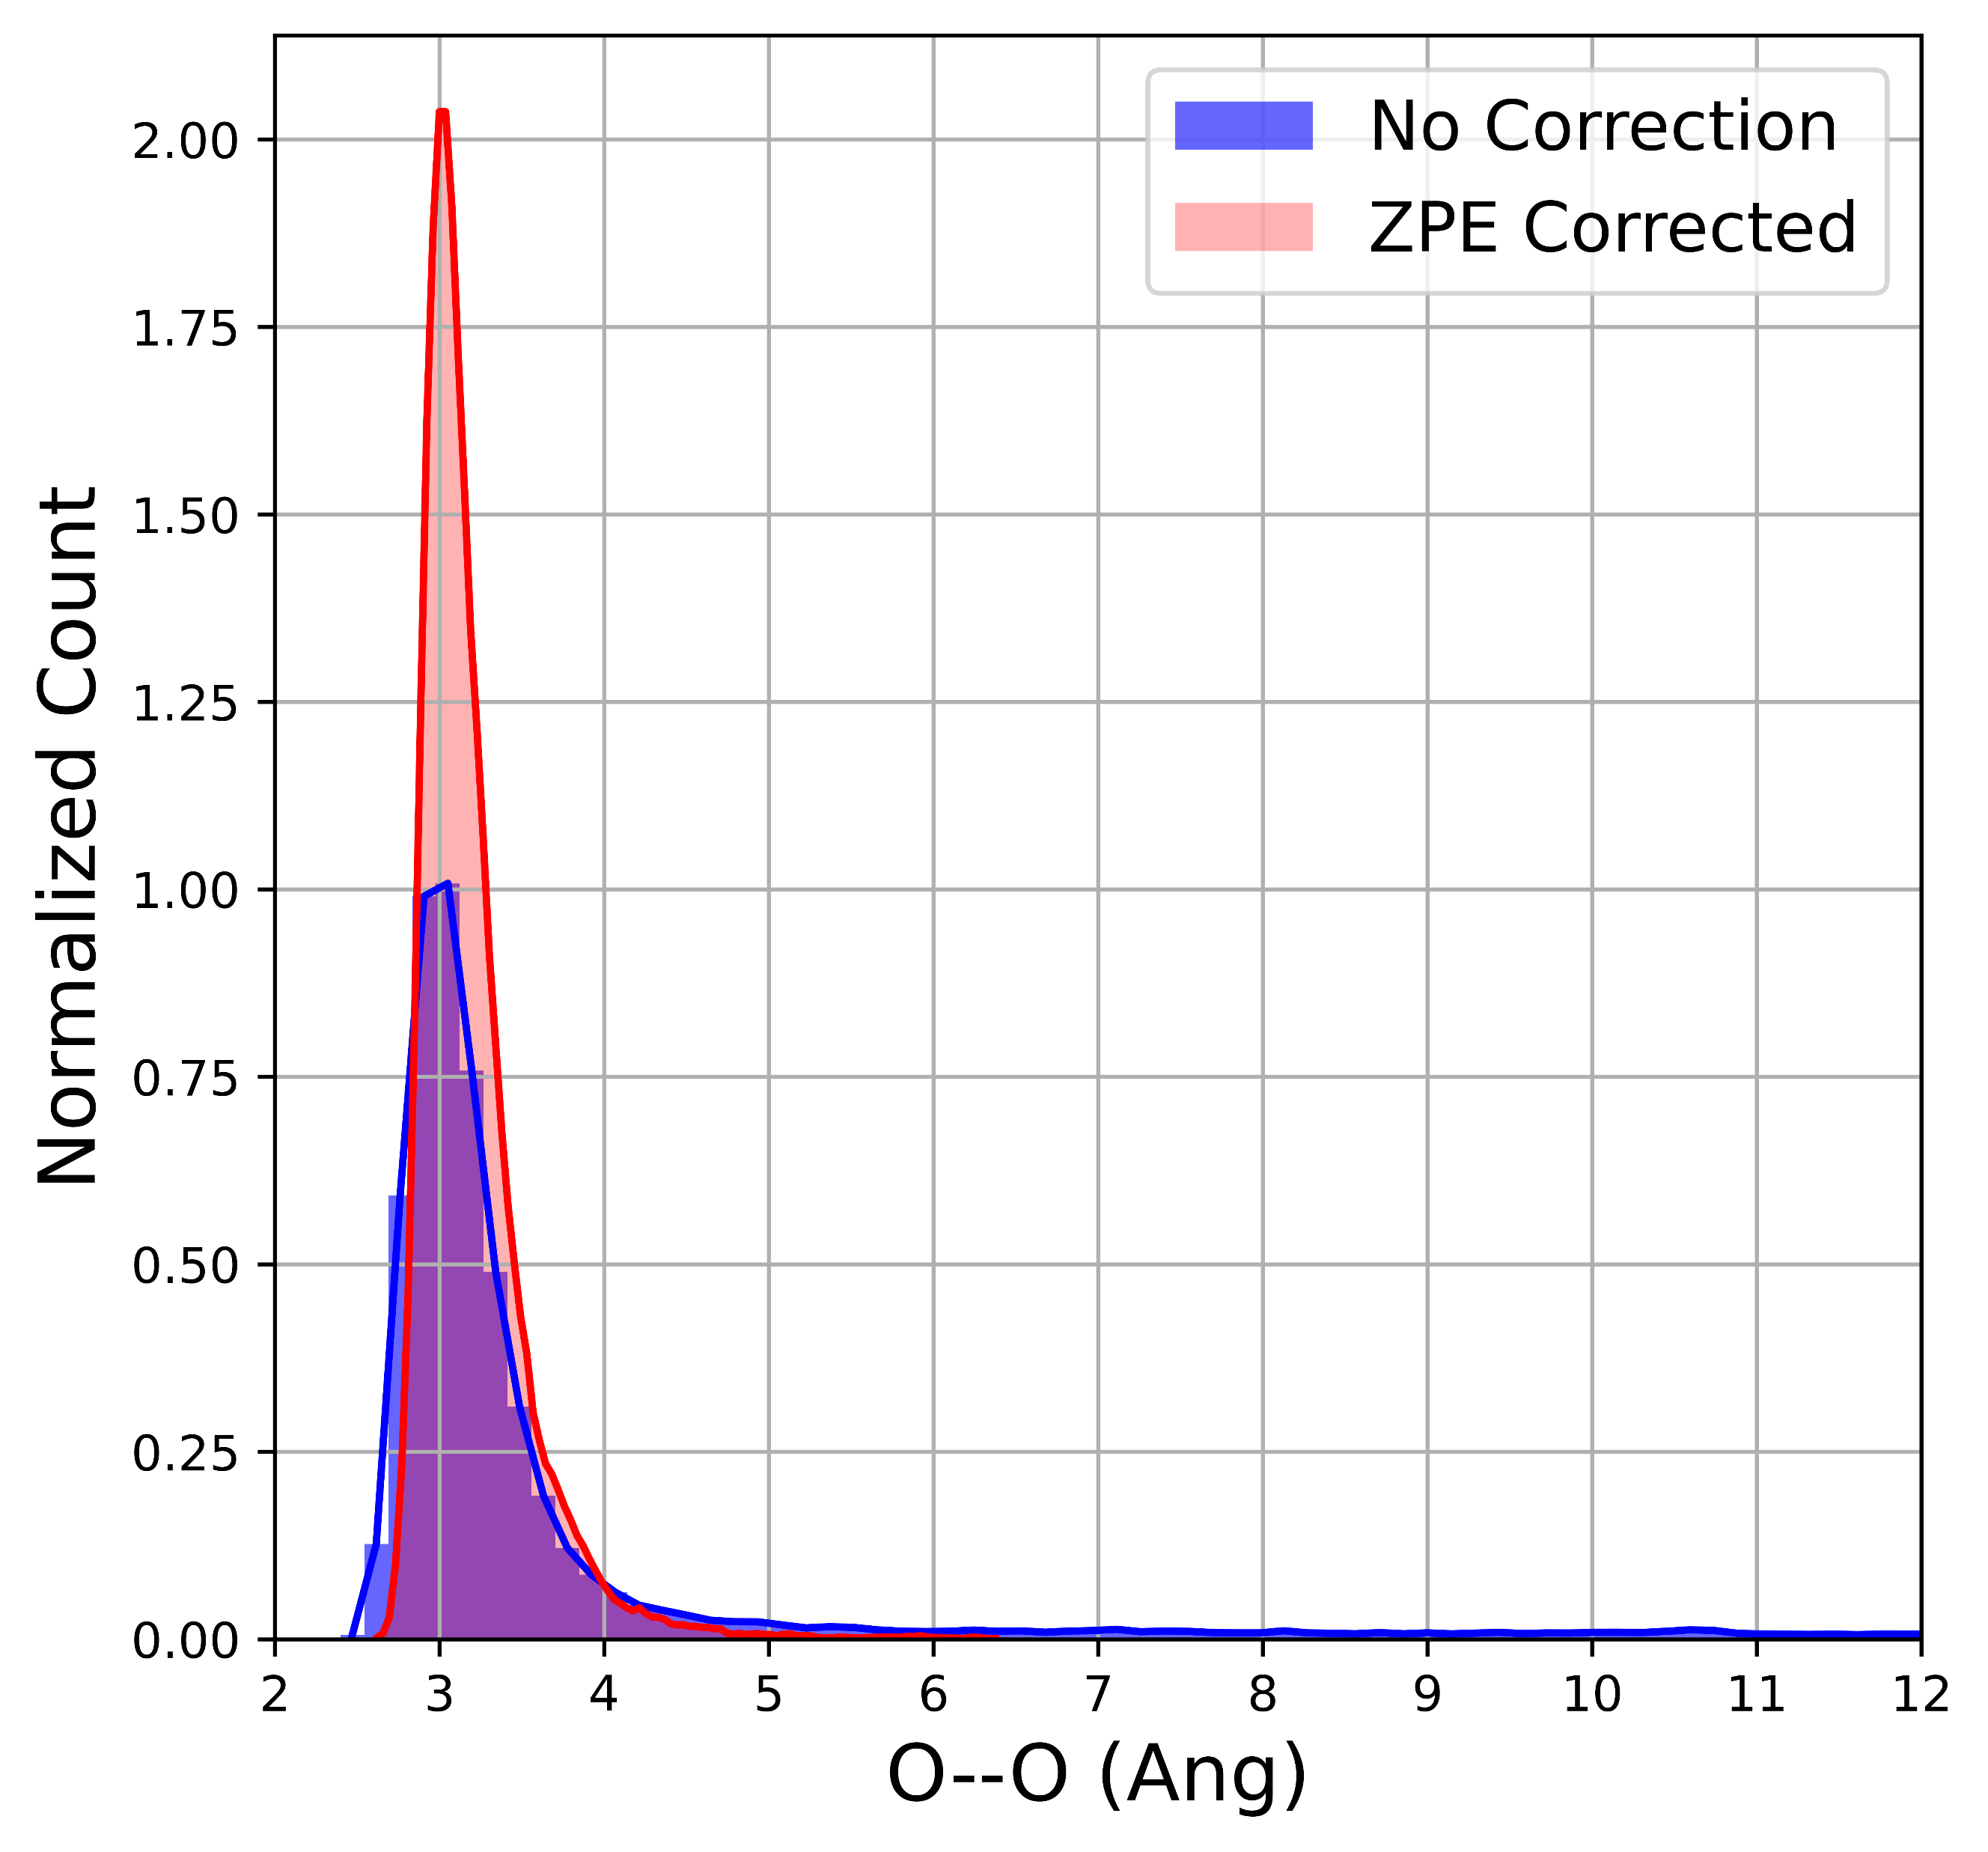 No Correction
ZPE Corrected
Normalized Count
2.00
1.75
1.50
1.25
1.00
0.75
0.50
0.25
0.00
2 3 4 5 6 7 8 9 10 11 12
O--O (Ang)